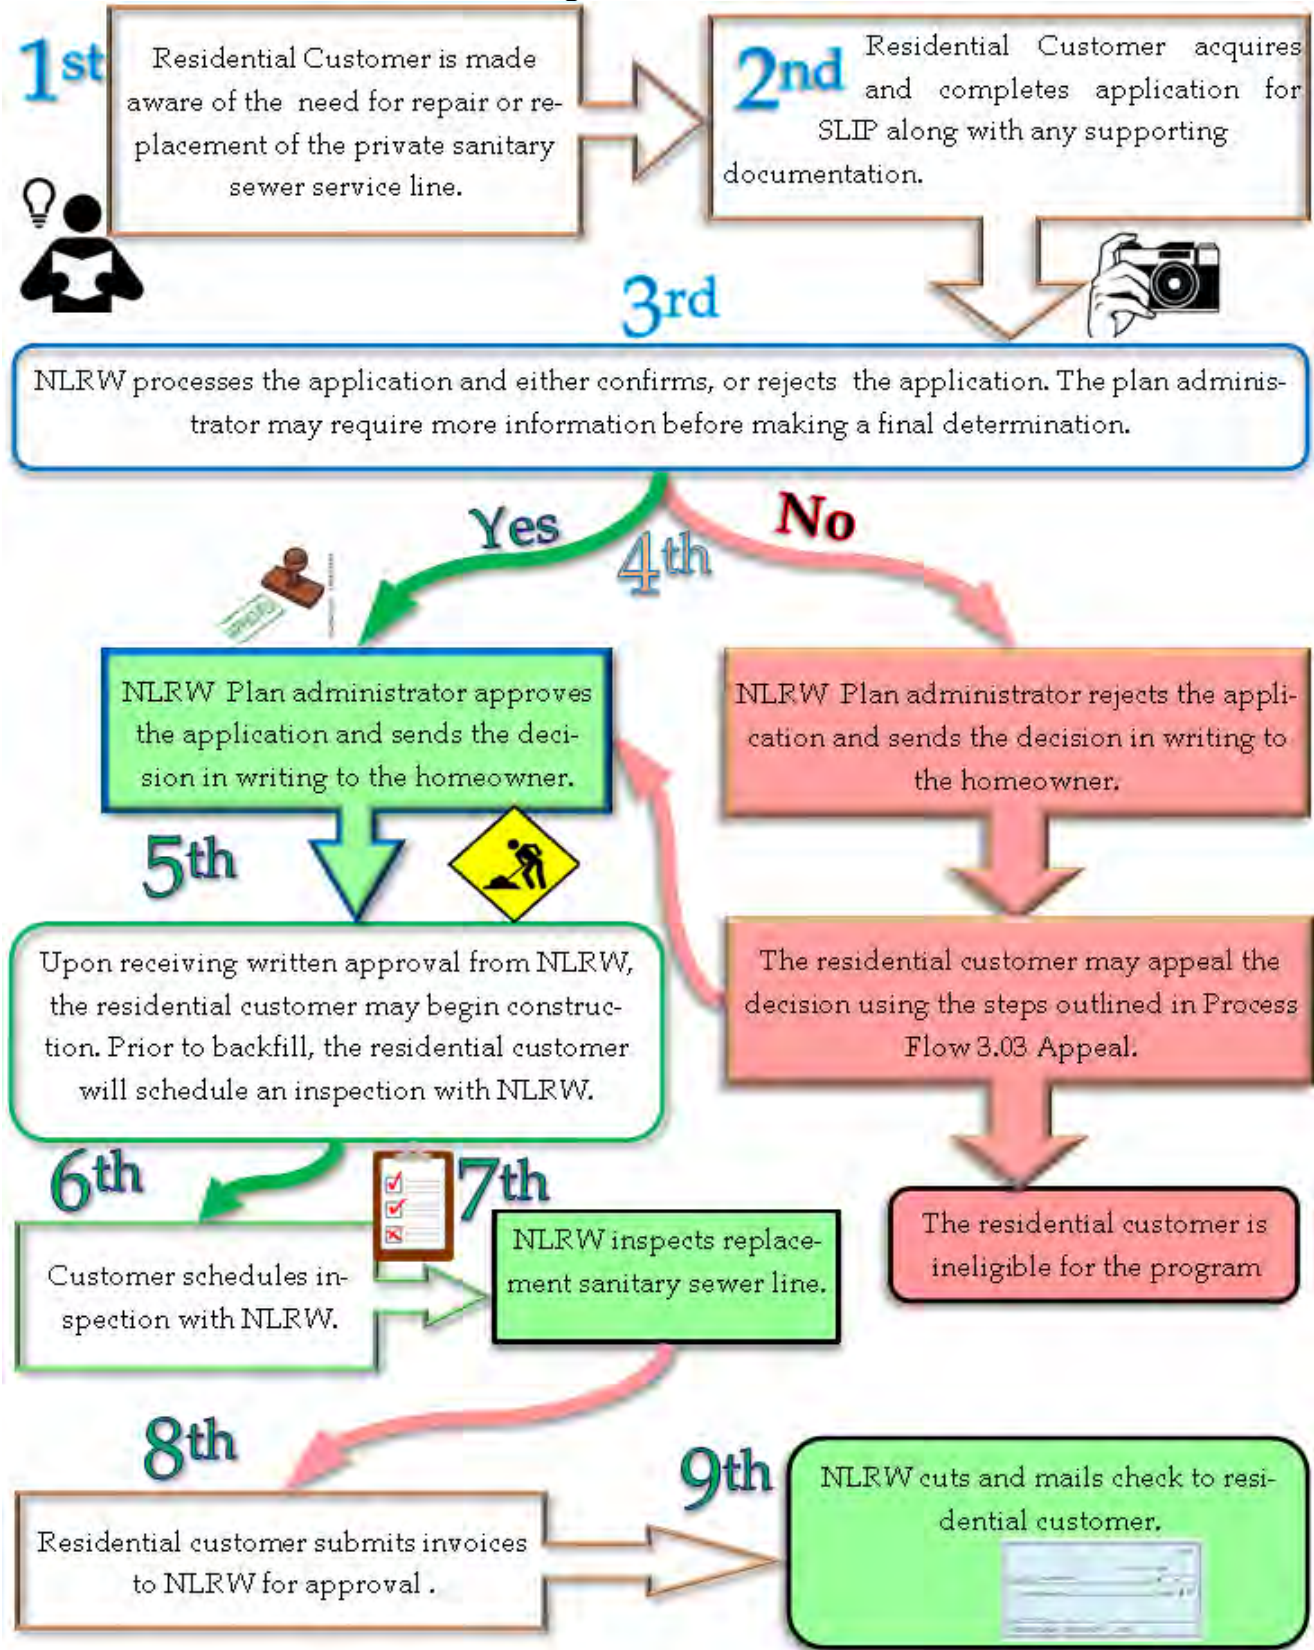 1st
Residential Customer is made
aware of the need for repair or re-
placement of the private sanitary
sewer service line.
2nd
Residential Customer acquires
and completes application for
SLIP along with any supporting
documentation.
3rd
NLRW processes the application and either confirms, or rejects the application. The plan adminis-
trator may require more information before making a final determination.
Yes
No
4th
APPROVED
NLRW Plan administrator approves
the application and sends the deci-
sion in writing to the homeowner.
NLRW Plan administrator rejects the appli-
cation and sends the decision in writing to
the homeowner.
5th
Upon receiving written approval from NLRW,
the residential customer may begin construc-
tion. Prior to backfill, the residential customer
will schedule an inspection with NLRW.
The residential customer may appeal the
decision using the steps outlined in Process
Flow 3.03 Appeal.
6th
Customer schedules in-
spection with NLRW.
7th
NLRW inspects replace-
ment sanitary sewer line.
The residential customer is
ineligible for the program
8th
Residential customer submits invoices
to NLRW for approval .
9th
NLRW cuts and mails check to resi-
dential customer.